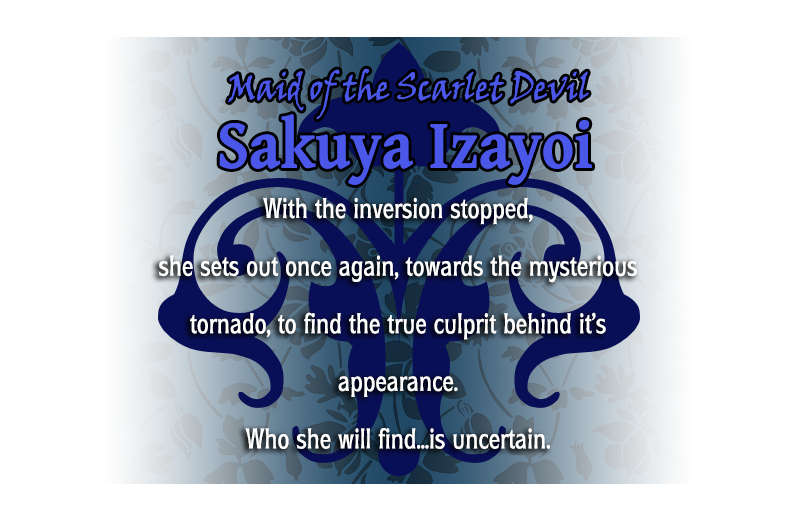 Maid of the Scarlet Devil
Sakuya Izayoi
With the inversion stopped,
she sets out once again, towards the mysterious
tornado, to find the true culprit behind it's
appearance.
Who she will find...is uncertain.